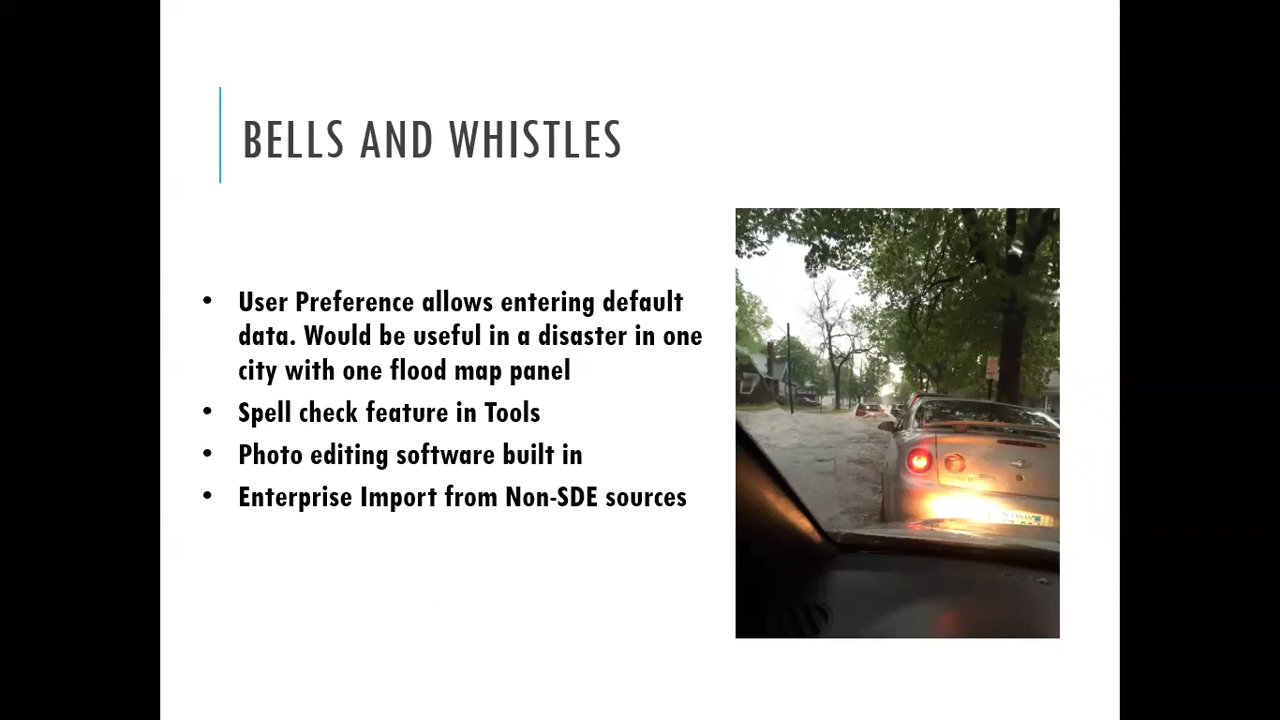 BELLS AND WHISTLES
• User Preference allows entering default
data. Would be useful in a disaster in one
city with one flood map panel
• Spell check feature in Tools
• Photo editing software built in
• Enterprise Import from Non-SDE sources